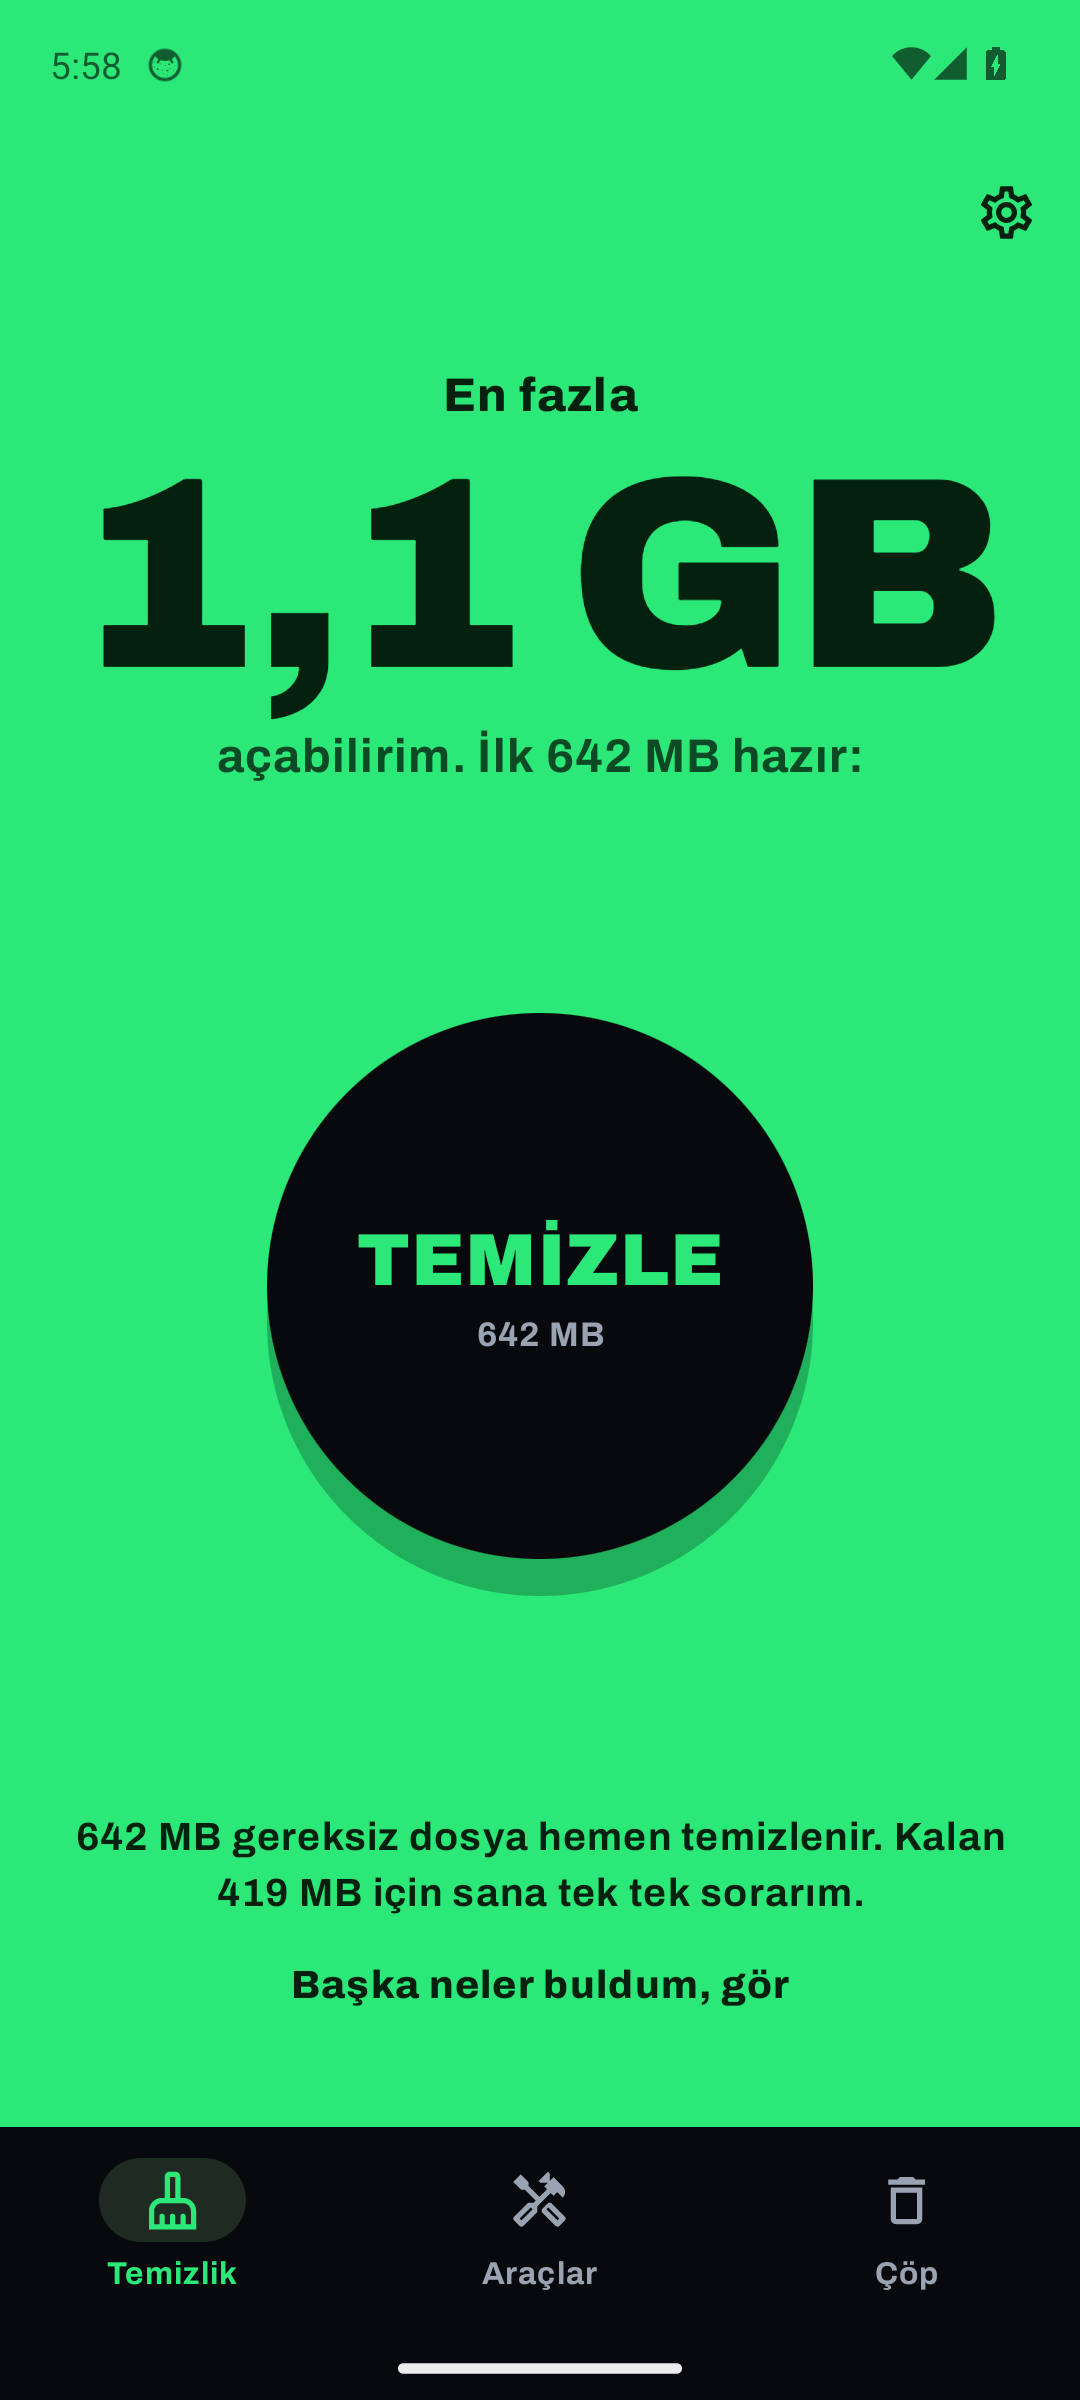 5:58
En fazla
1,1 GB
açabilirim. İlk 642 MB hazır:
TEMİZLE
642 MB
642 MB gereksiz dosya hemen temizlenir. Kalan
419 MB için sana tek tek sorarım.
Başka neler buldum, gör
Temizlik
Araçlar
Çöp